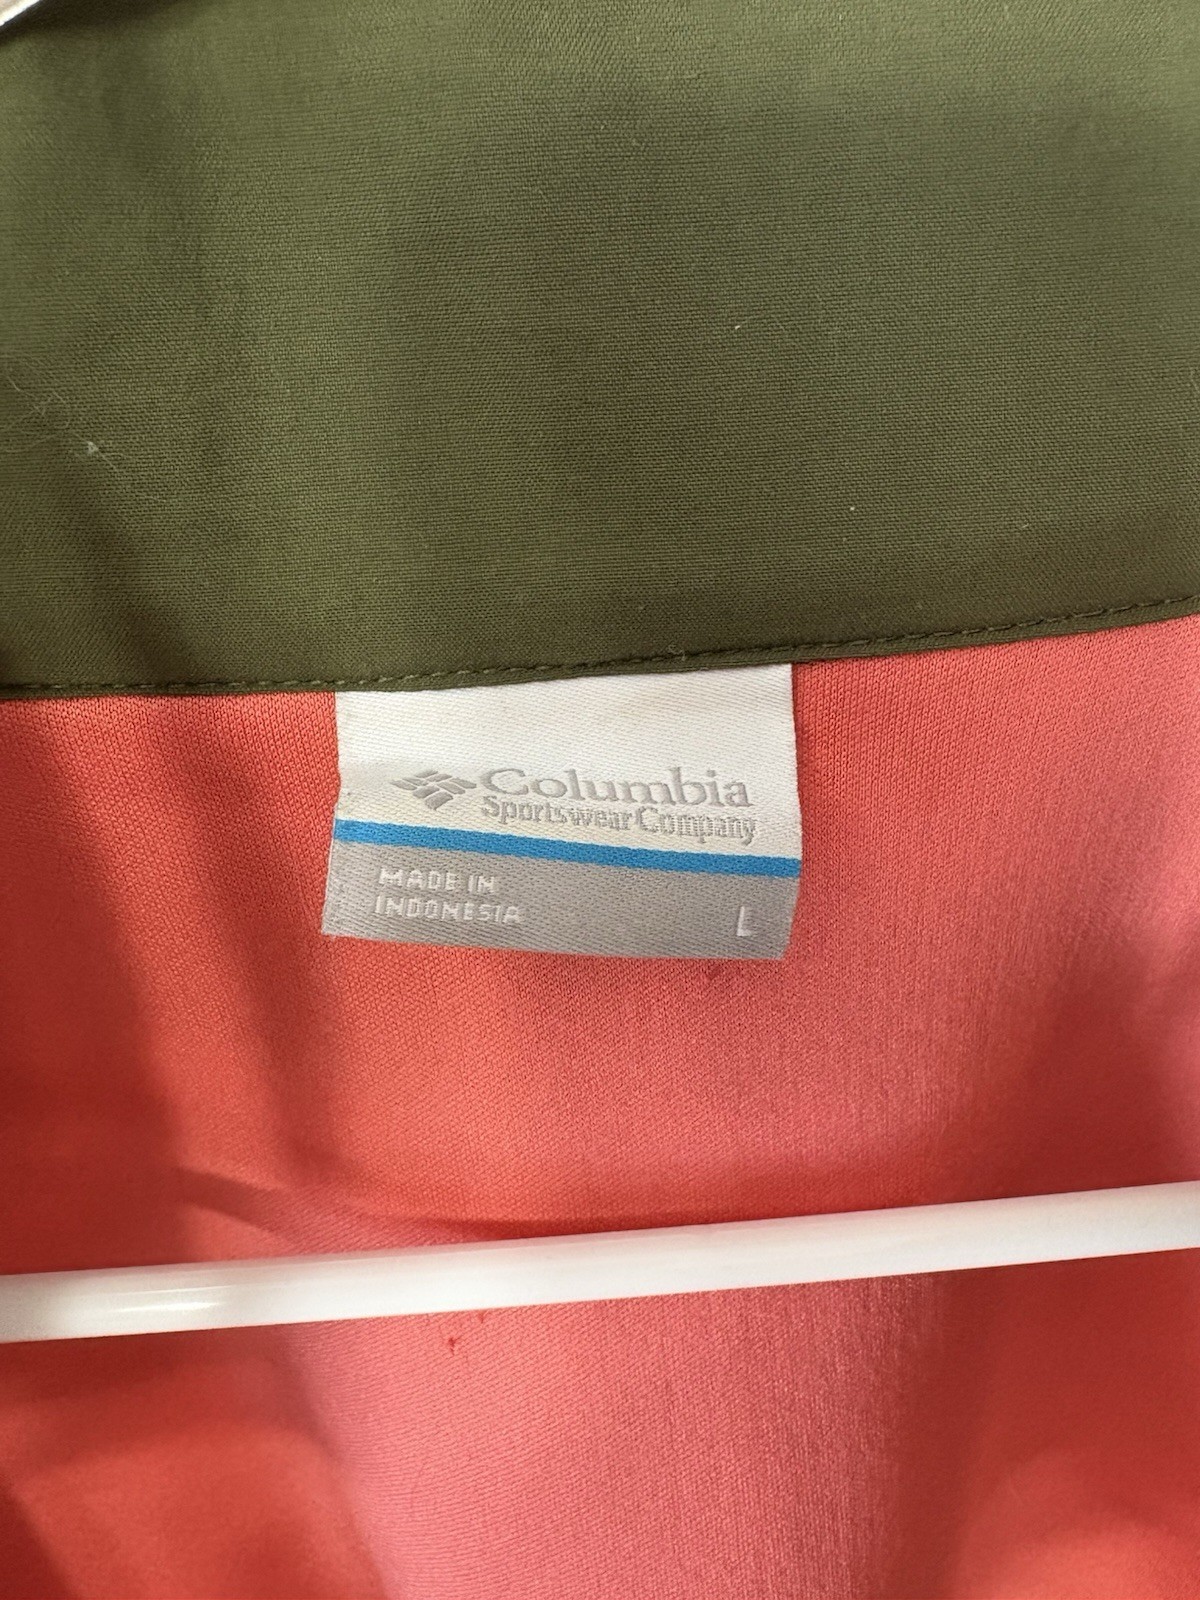 Columbia
Sportswear Company
MADE IN
INDONESIA
L